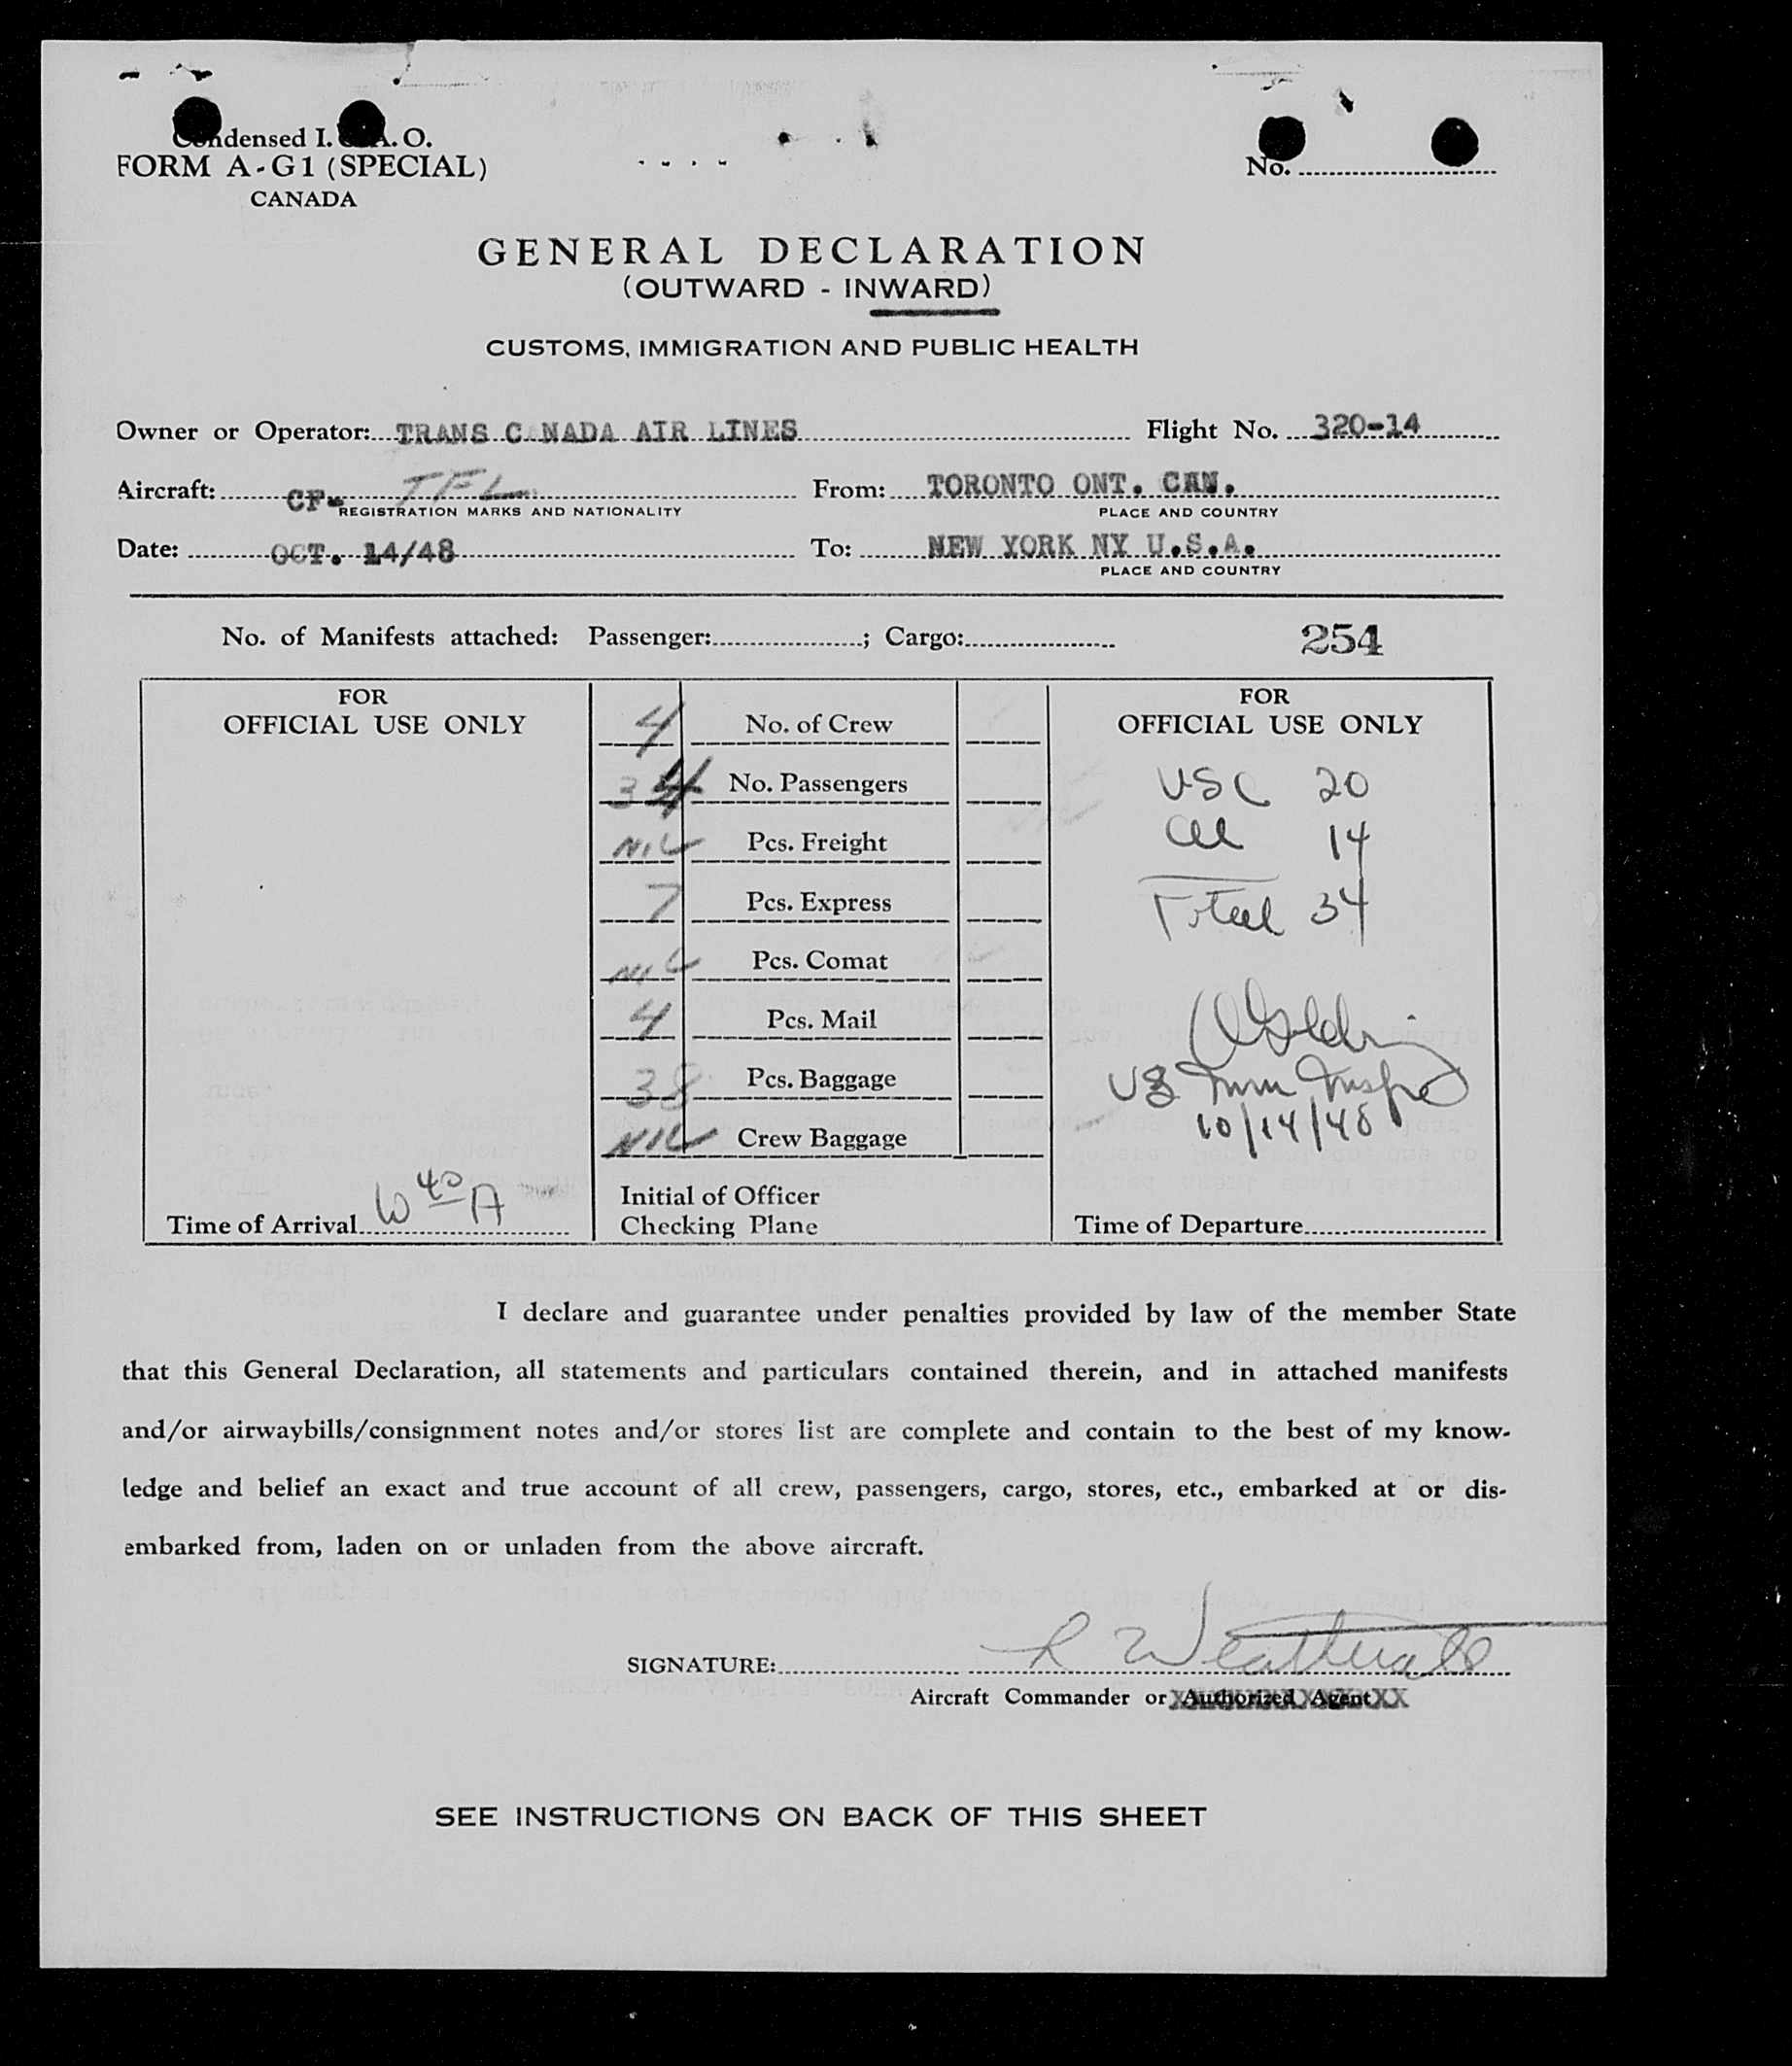 Condensed I. C. A. O.
FORM A-G1 (SPECIAL)
CANADA
No.
GENERAL DECLARATION
(OUTWARD - INWARD)
CUSTOMS, IMMIGRATION AND PUBLIC HEALTH
Owner or Operator: TRANS C NADA AIR LINES Flight No. 320-14
Aircraft: CF- TFL From: TORONTO ONT. CAN.
REGISTRATION MARKS AND NATIONALITY PLACE AND COUNTRY
Date: OCT. 14/48 To: NEW YORK NY U.S.A.
PLACE AND COUNTRY
No. of Manifests attached: Passenger: ; Cargo: 254
FOR
OFFICIAL USE ONLY
4 No. of Crew
34 No. Passengers
NIL Pcs. Freight
7 Pcs. Express
NIL Pcs. Comat
4 Pcs. Mail
38 Pcs. Baggage
NIL Crew Baggage
FOR
OFFICIAL USE ONLY
USC 20
14
Total 34
US Imm Inspr
10/14/48
Time of Arrival A
Initial of Officer
Checking Plane
Time of Departure
I declare and guarantee under penalties provided by law of the member State
that this General Declaration, all statements and particulars contained therein, and in attached manifests
and/or airwaybills/consignment notes and/or stores list are complete and contain to the best of my know-
ledge and belief an exact and true account of all crew, passengers, cargo, stores, etc., embarked at or dis-
embarked from, laden on or unladen from the above aircraft.
SIGNATURE:
Aircraft Commander or Authorized Agent
SEE INSTRUCTIONS ON BACK OF THIS SHEET